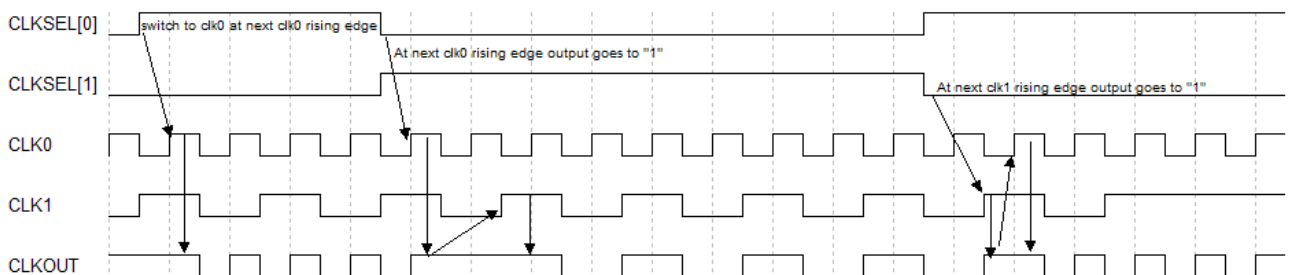 CLKSEL[0]
switch to clk0 at next clk0 rising edge
At next clk0 rising edge output goes to "1"
CLKSEL[1]
At next clk1 rising edge output goes to "1"
CLK0
CLK1
CLKOUT